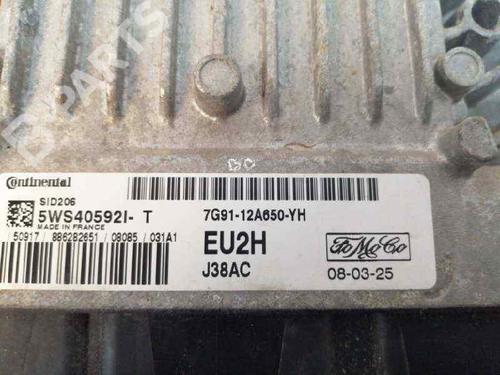 B-PARTS
BO
Continental
SID206
5WS40592I- T
MADE IN FRANCE
/ 50917 / 886282651 / 08085 / 031A1
7G91-12A650-YH
EU2H
J38AC
FoMoCo
08-03-25